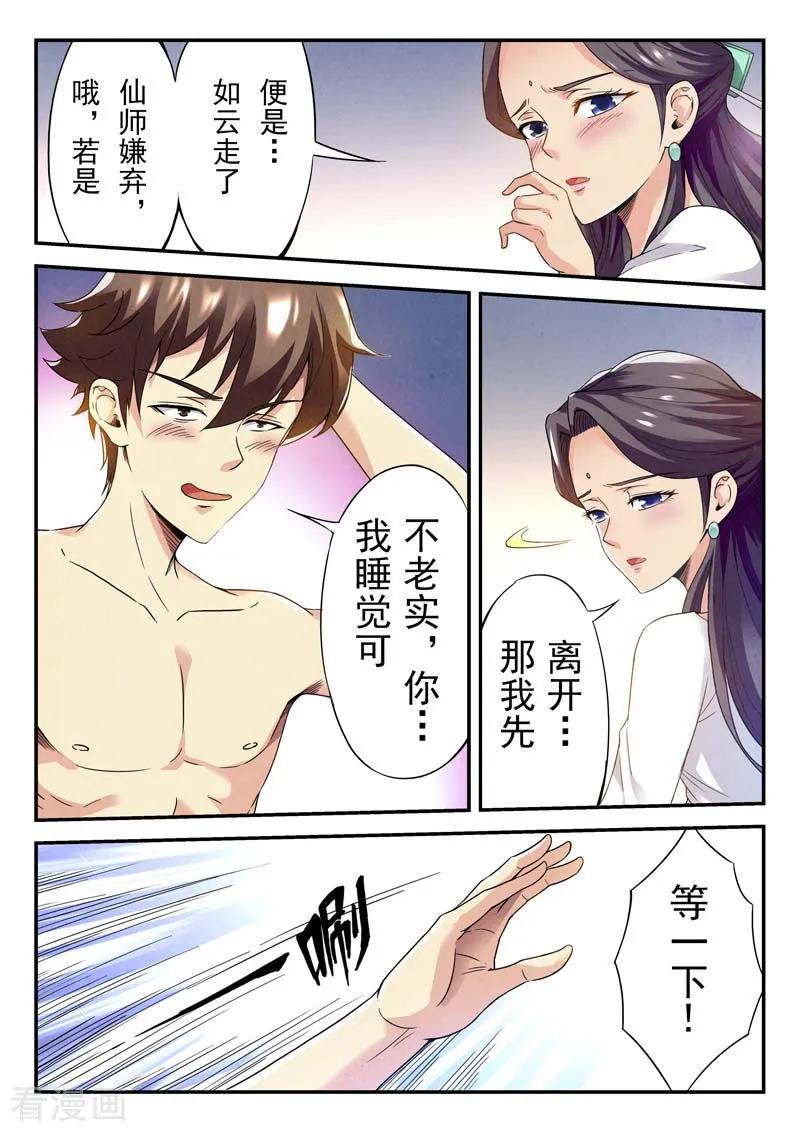 哦，若是
仙师嫌弃，
如云走了
便是…
我睡觉可
不老实，你…
那我先
离开…
一唰
等一下！
看漫画